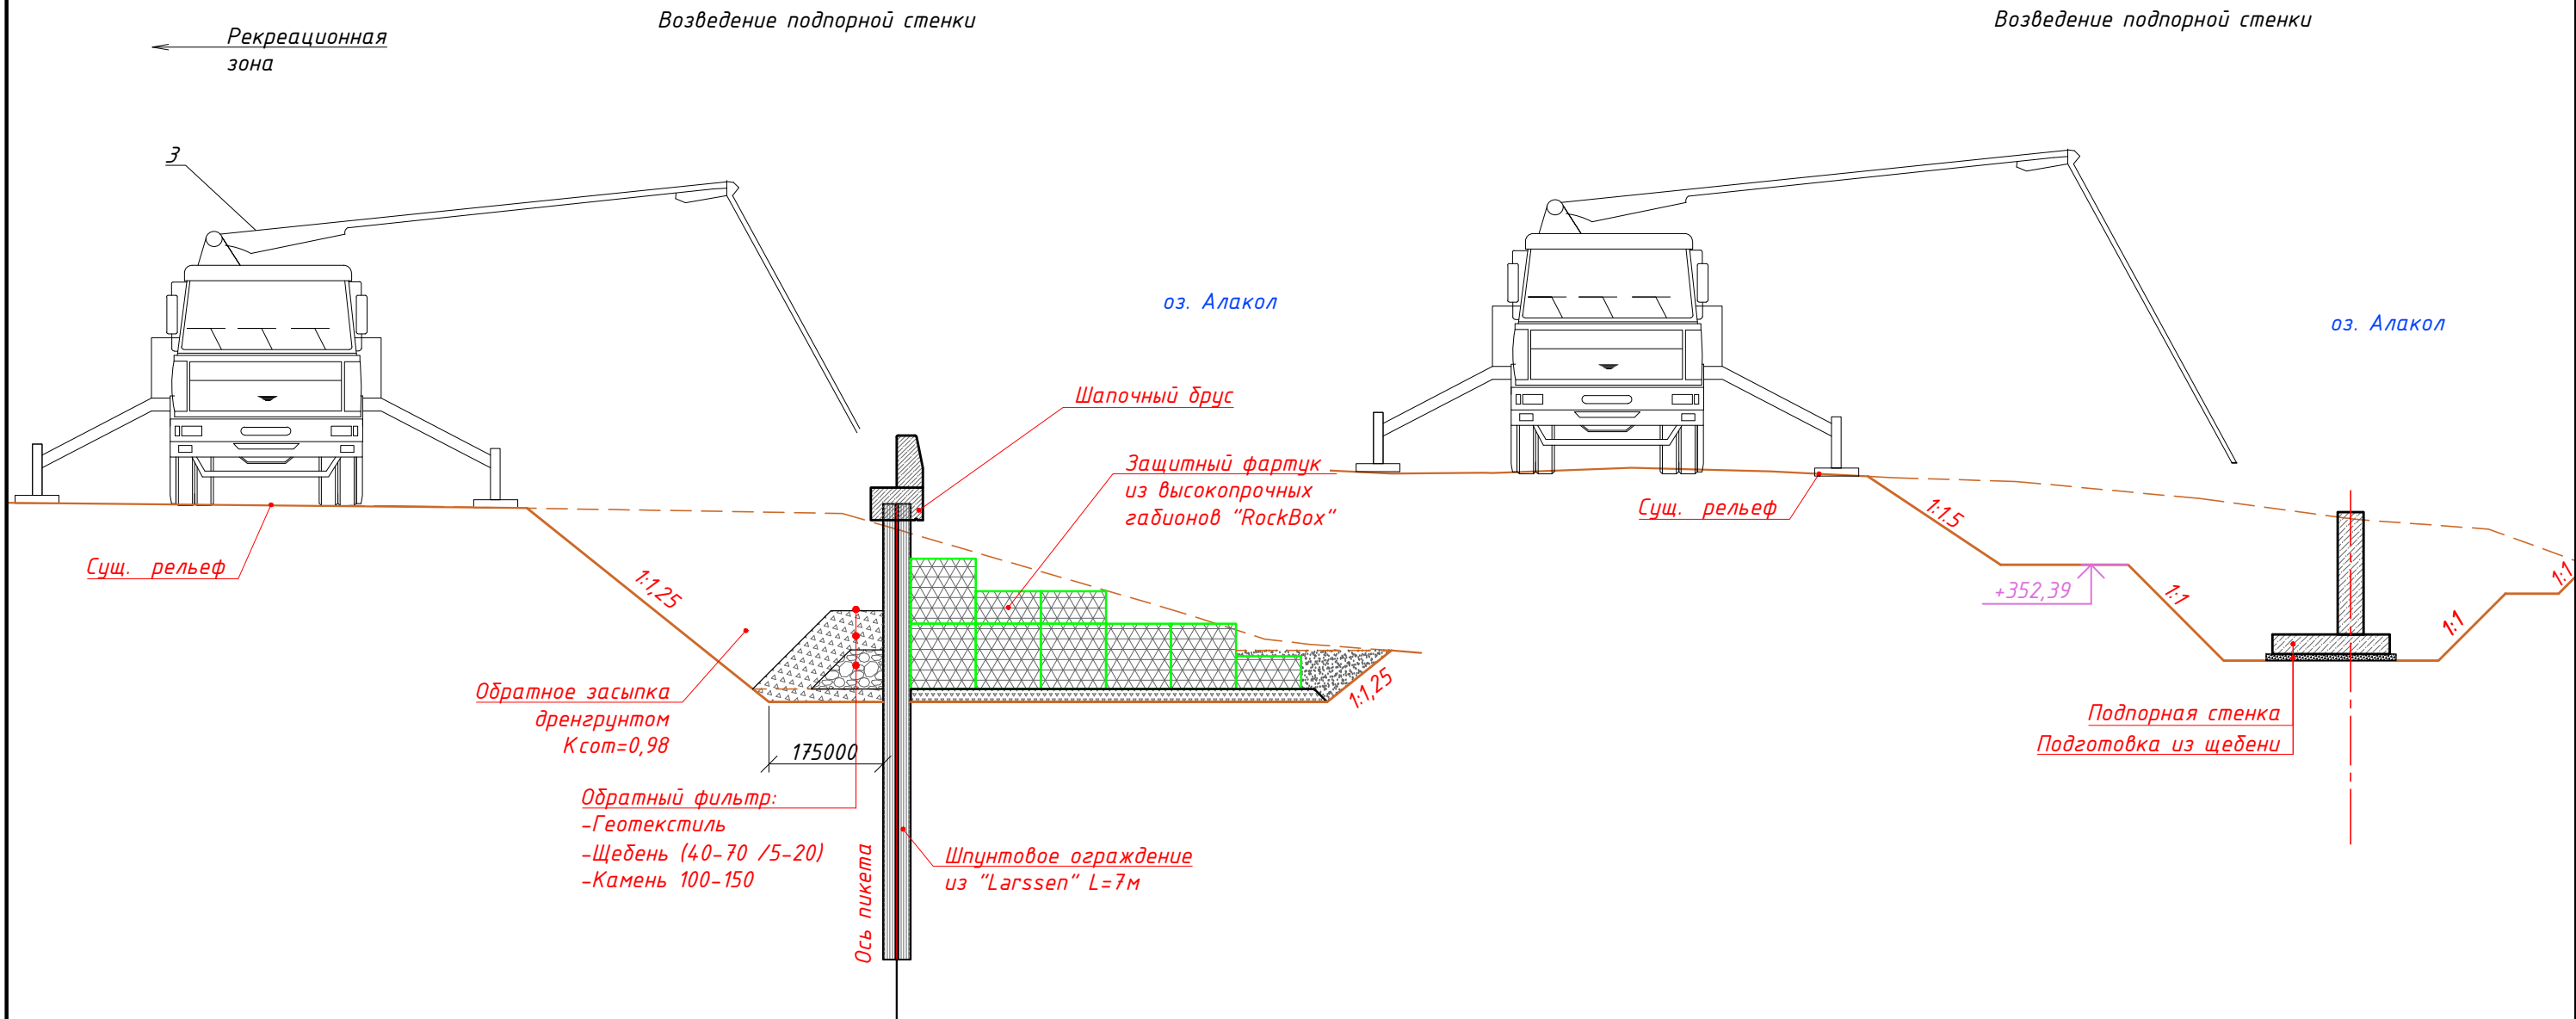 Возведение подпорной стенки
Рекреационная
зона
3
оз. Алакол
Шапочный брус
Защитный фартук
из высокопрочных
габионов "RockBox"
Сущ. рельеф
1:1,25
Обратное засыпка
дренгрунтом
Ксот=0,98
175000
1:1,25
Обратный фильтр:
-Геотекстиль
-Щебень (40-70 /5-20)
-Камень 100-150
Ось пикета
Шпунтовое ограждение
из "Larssen" L=7м
Возведение подпорной стенки
оз. Алакол
Сущ. рельеф
1:1.5
+352,39
1:1
1:1
1:1
Подпорная стенка
Подготовка из щебени